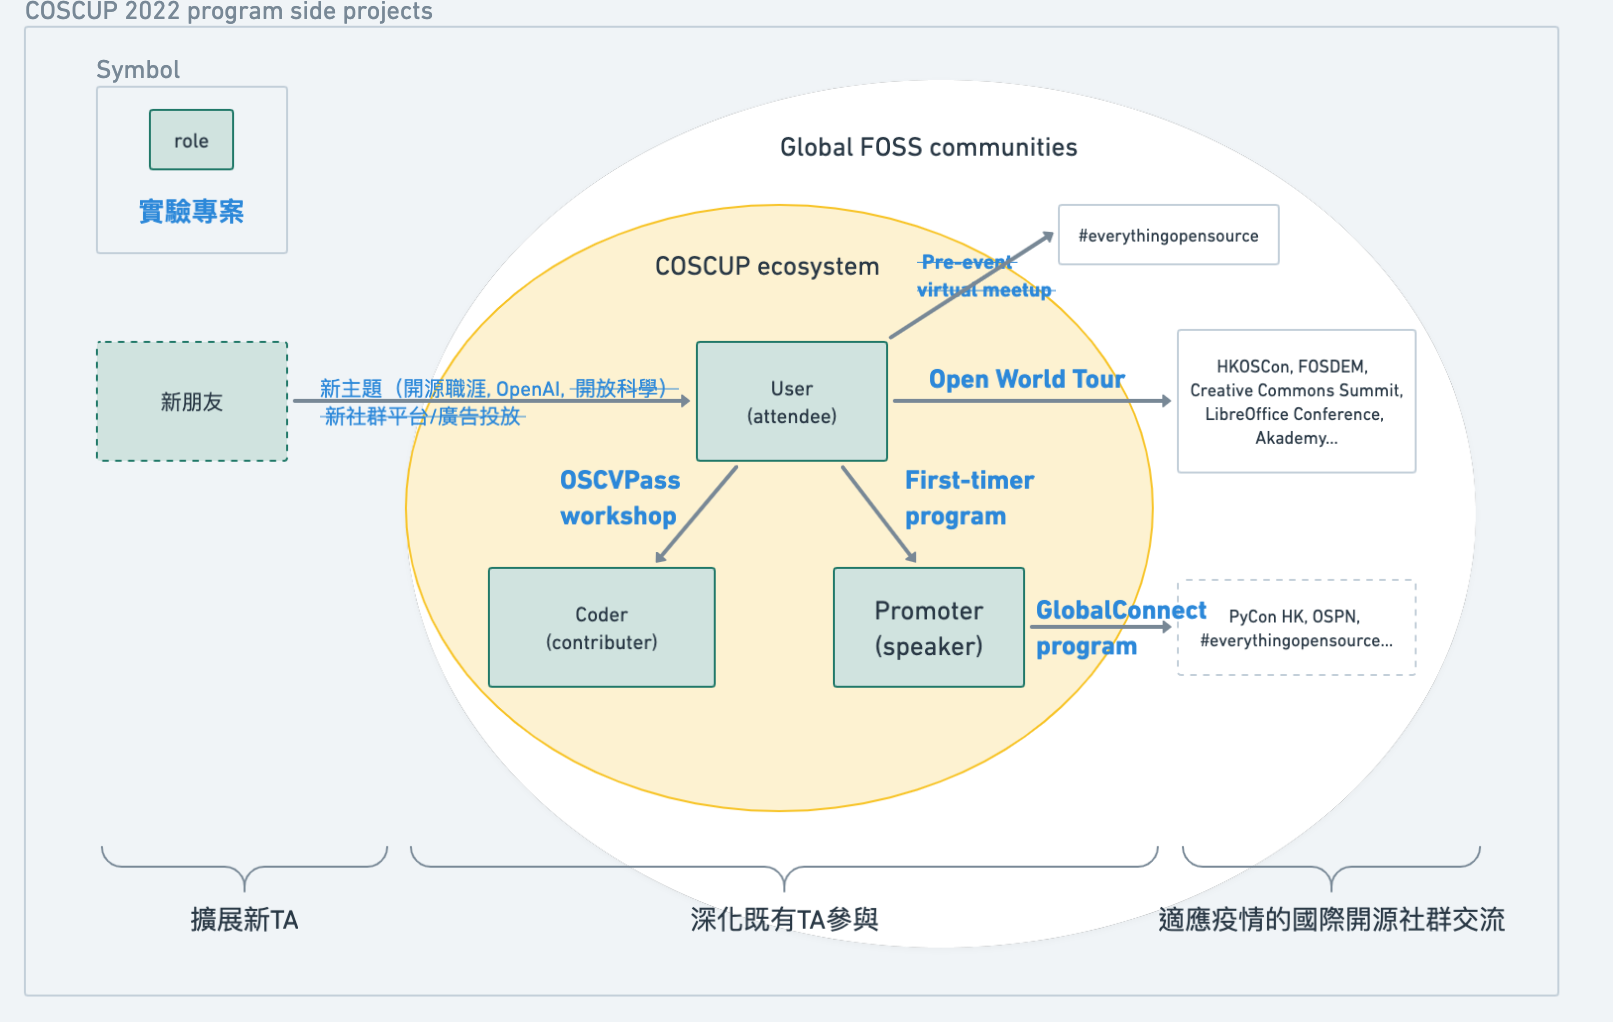 COSCUP 2022 program side projects
Symbol
role
實驗專案
Global FOSS communities
#everythingopensource
COSCUP ecosystem
Pre-event
virtual meetup
新朋友
新主題（開源職涯, OpenAI, 開放科學）
新社群平台/廣告投放
User
(attendee)
Open World Tour
HKOSCon, FOSDEM,
Creative Commons Summit,
LibreOffice Conference,
Akademy...
OSCVPass
workshop
First-timer
program
Coder
(contributer)
Promoter
(speaker)
GlobalConnect
program
PyCon HK, OSPN,
#everythingopensource...
擴展新TA
深化既有TA參與
適應疫情的國際開源社群交流